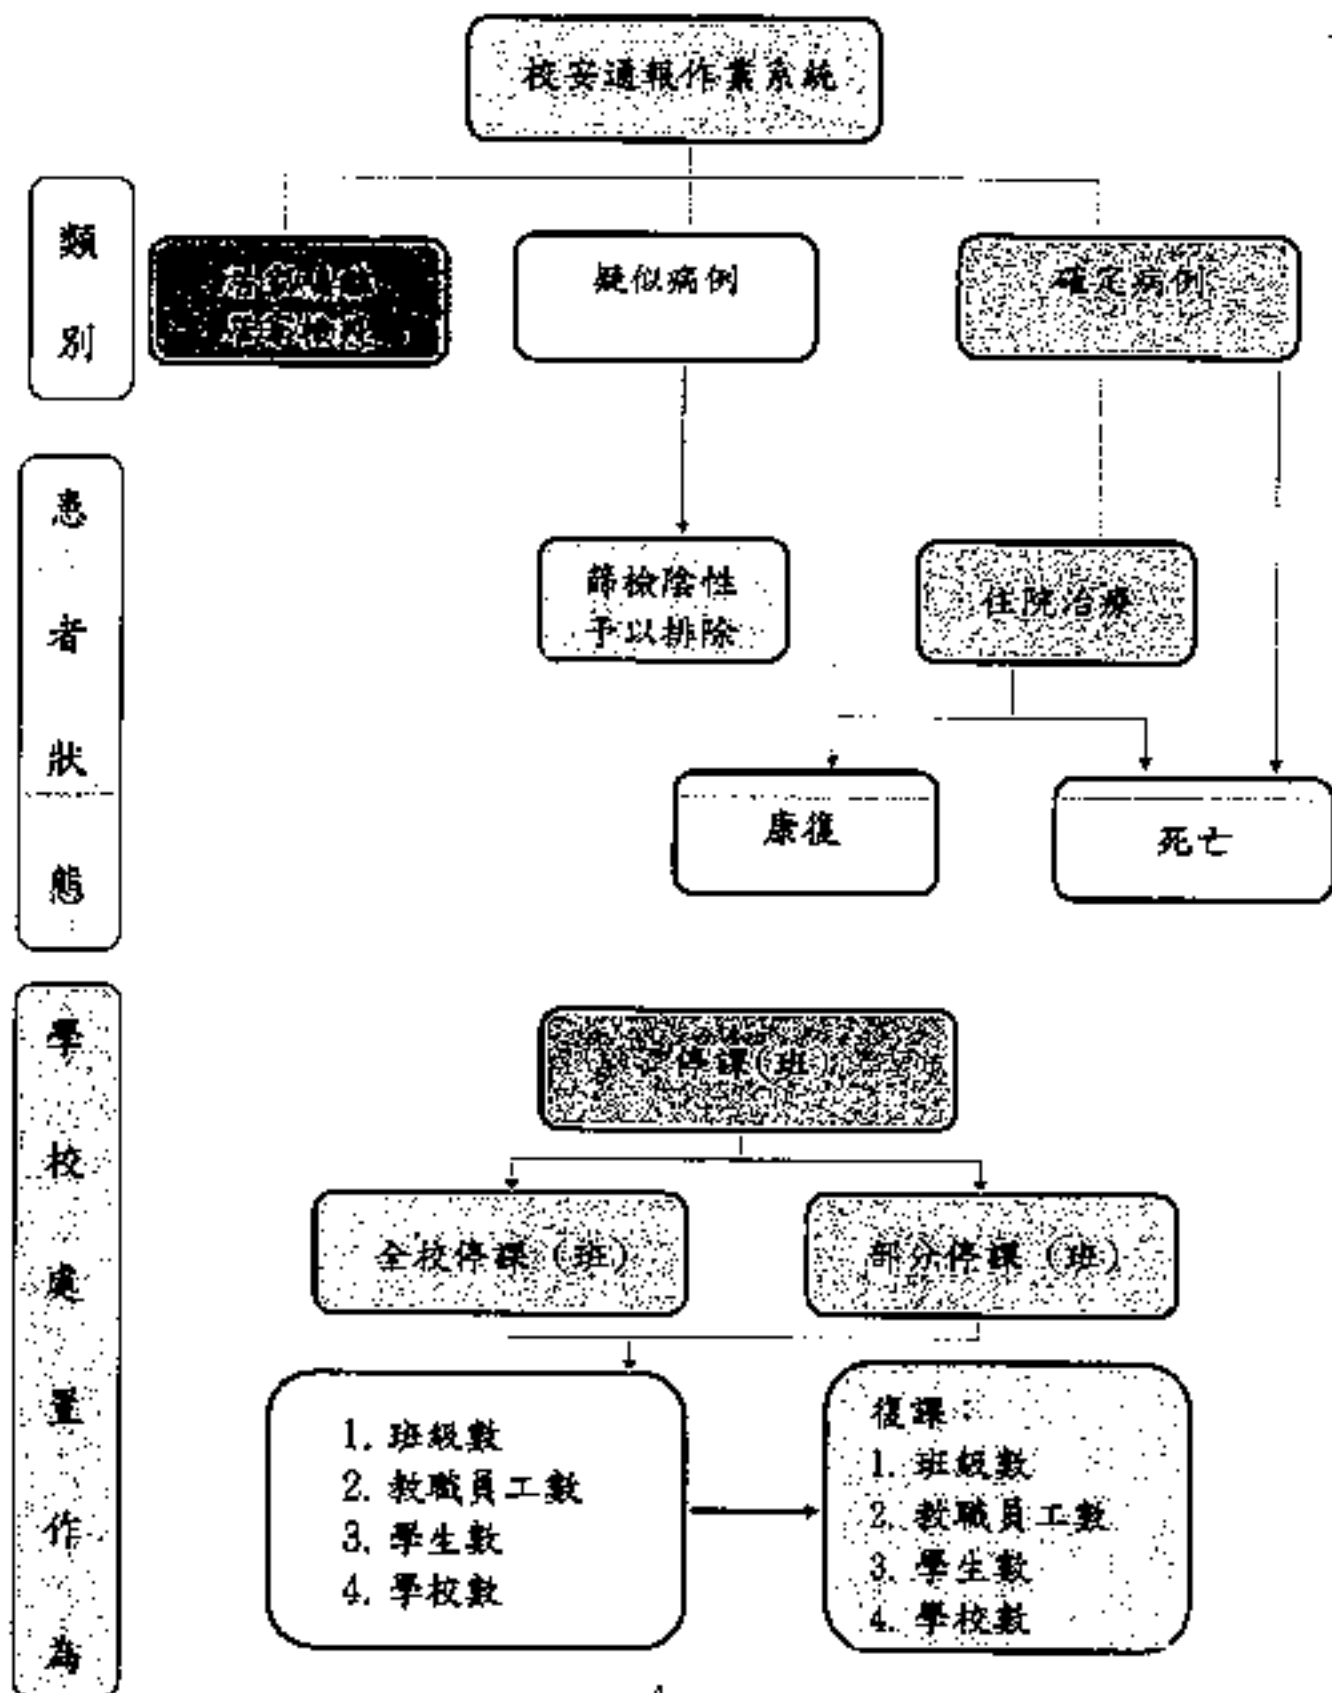 校安通報作業系統
類別
疑似病例
確定病例
患者狀態
篩檢陰性
予以排除
住院治療
康復
死亡
學校處置作為
停課(班)
全校停課（班）
部分停課（班）
1. 班級數
2. 教職員工數
3. 學生數
4. 學校數
復課：
1. 班級數
2. 教職員工數
3. 學生數
4. 學校數